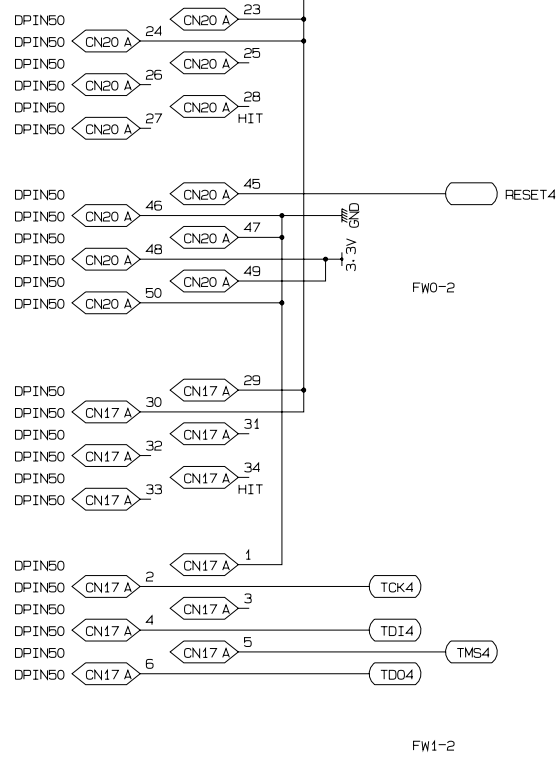 DPIN50 CN20 A 23
DPIN50 CN20 A 24
DPIN50 CN20 A 25
DPIN50 CN20 A 26
DPIN50 CN20 A 28
HIT
DPIN50 CN20 A 27
DPIN50 CN20 A 45 RESET4
DPIN50 CN20 A 46 GND
DPIN50 CN20 A 47
DPIN50 CN20 A 48 3.3V
DPIN50 CN20 A 49
FW0-2
DPIN50 CN20 A 50
DPIN50 CN17 A 29
DPIN50 CN17 A 30
DPIN50 CN17 A 31
DPIN50 CN17 A 32
DPIN50 CN17 A 34
HIT
DPIN50 CN17 A 33
DPIN50 CN17 A 1
DPIN50 CN17 A 2 TCK4
DPIN50 CN17 A 3
DPIN50 CN17 A 4 TDI4
DPIN50 CN17 A 5 TMS4
DPIN50 CN17 A 6 TDO4
FW1-2